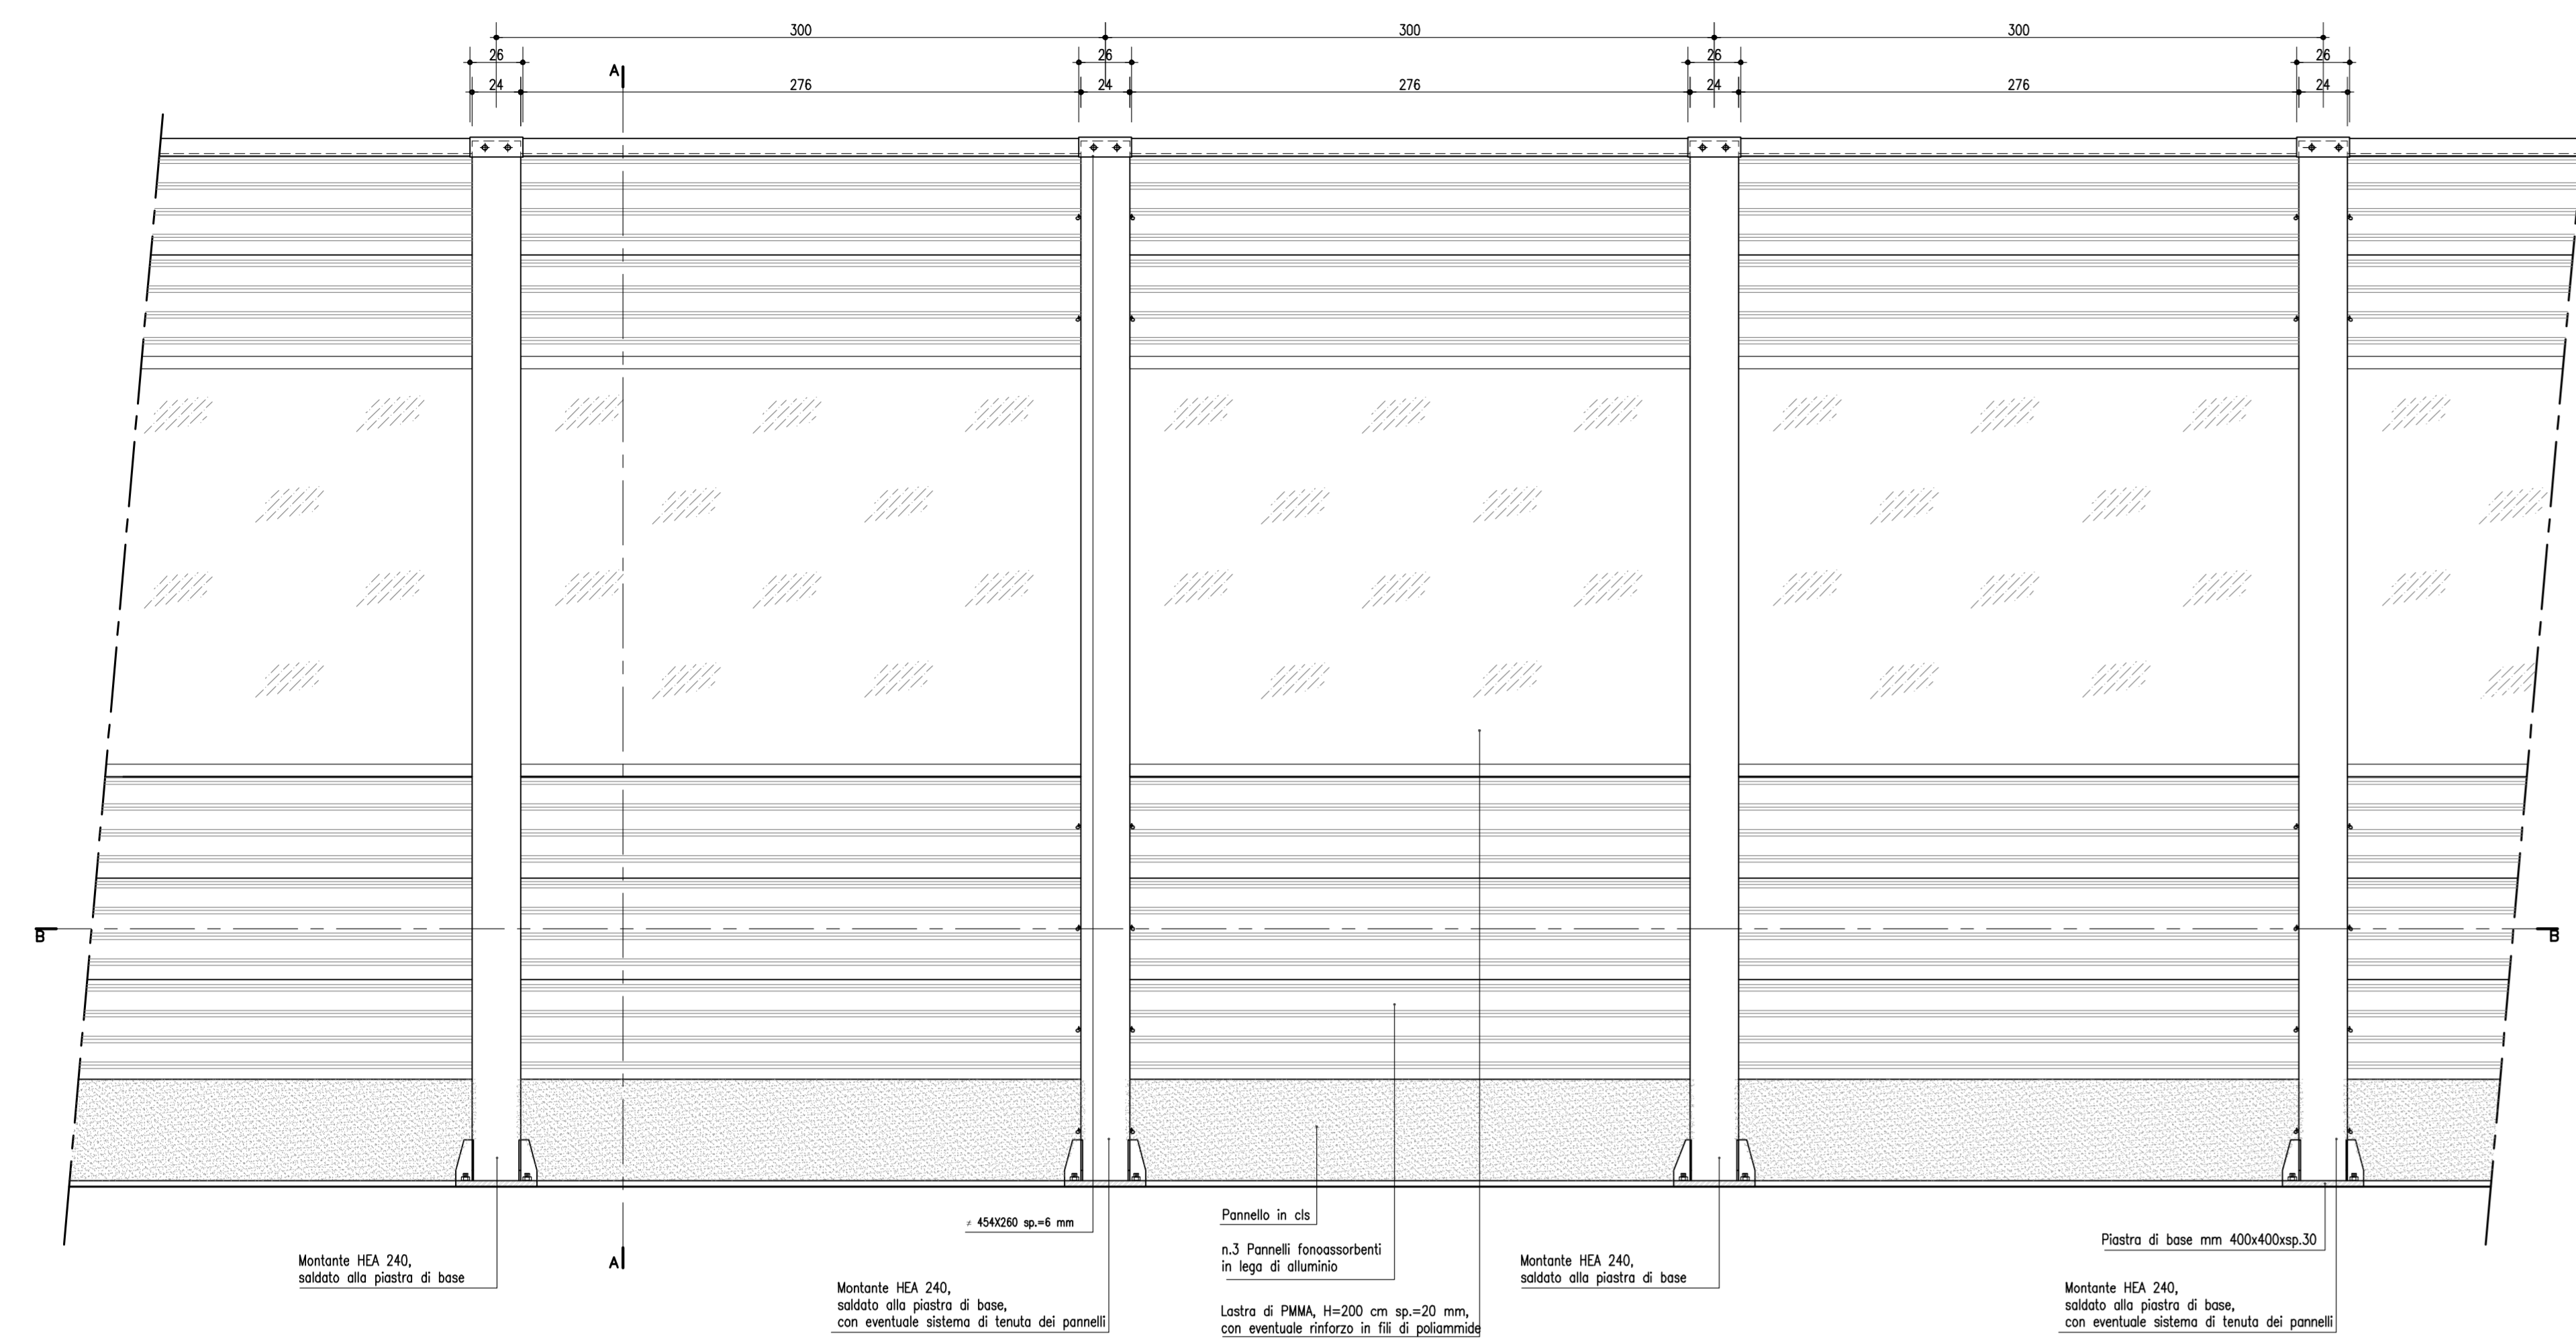 300 300 300
26 26 26 26
A
24 276 24 276 24 276 24
B B
≠ 454X260 sp.=6 mm
Pannello in cls
Piastra di base mm 400x400xsp.30
n.3 Pannelli fonoassorbenti
in lega di alluminio
Montante HEA 240,
saldato alla piastra di base
A
Montante HEA 240,
saldato alla piastra di base,
con eventuale sistema di tenuta dei pannelli
Lastra di PMMA, H=200 cm sp.=20 mm,
con eventuale rinforzo in fili di poliammide
Montante HEA 240,
saldato alla piastra di base
Montante HEA 240,
saldato alla piastra di base,
con eventuale sistema di tenuta dei pannelli